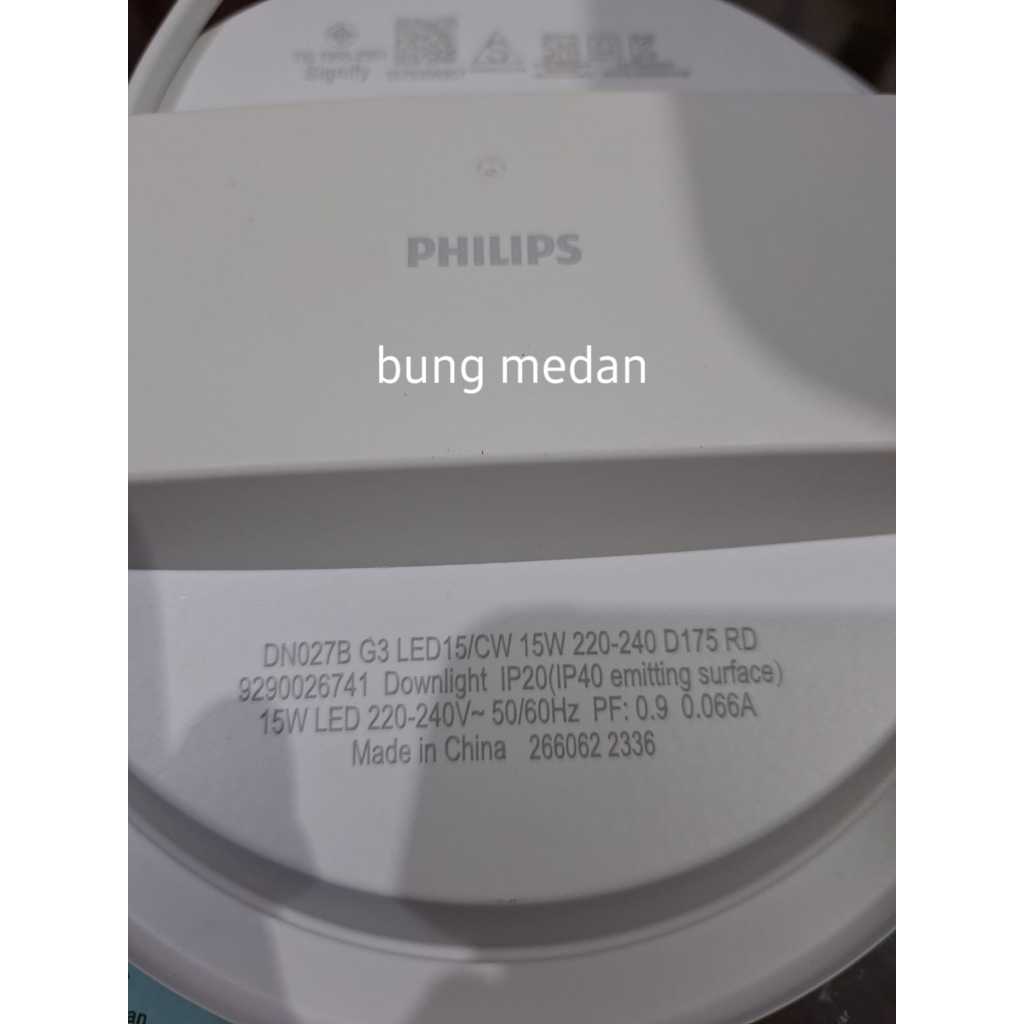 Signify
PHILIPS
bung medan
DN027B G3 LED15/CW 15W 220-240 D175 RD
9290026741 Downlight IP20(IP40 emitting surface)
15W LED 220-240V~ 50/60Hz PF: 0.9 0.066A
Made in China 266062 2336
an